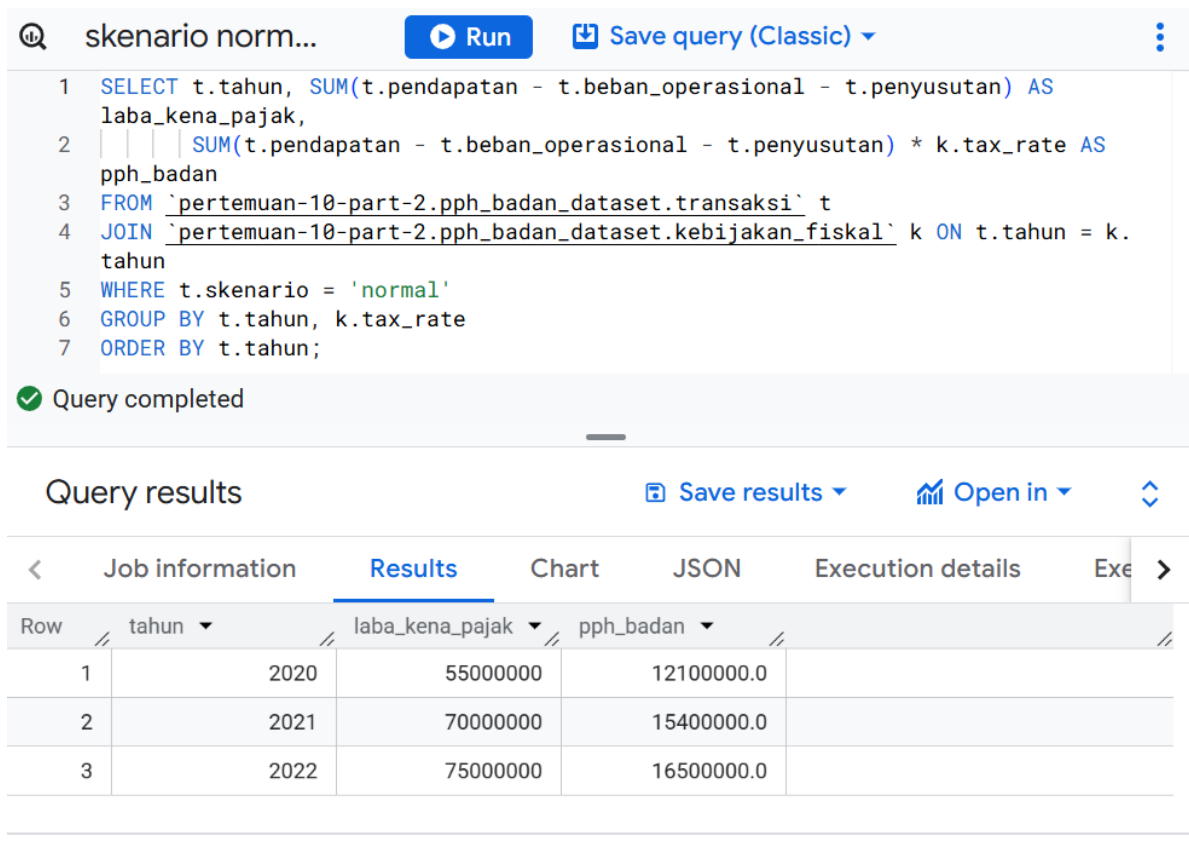 skenario norm...
Run
Save query (Classic)
1 SELECT t.tahun, SUM(t.pendapatan - t.beban_operasional - t.penyusutan) AS
laba_kena_pajak,
2 SUM(t.pendapatan - t.beban_operasional - t.penyusutan) * k.tax_rate AS
pph_badan
3 FROM `pertemuan-10-part-2.pph_badan_dataset.transaksi` t
4 JOIN `pertemuan-10-part-2.pph_badan_dataset.kebijakan_fiskal` k ON t.tahun = k.
tahun
5 WHERE t.skenario = 'normal'
6 GROUP BY t.tahun, k.tax_rate
7 ORDER BY t.tahun;
Query completed
Query results
Save results
Open in
Job information Results Chart JSON Execution details Exe
Row tahun laba_kena_pajak pph_badan
1 2020 55000000 12100000.0
2 2021 70000000 15400000.0
3 2022 75000000 16500000.0